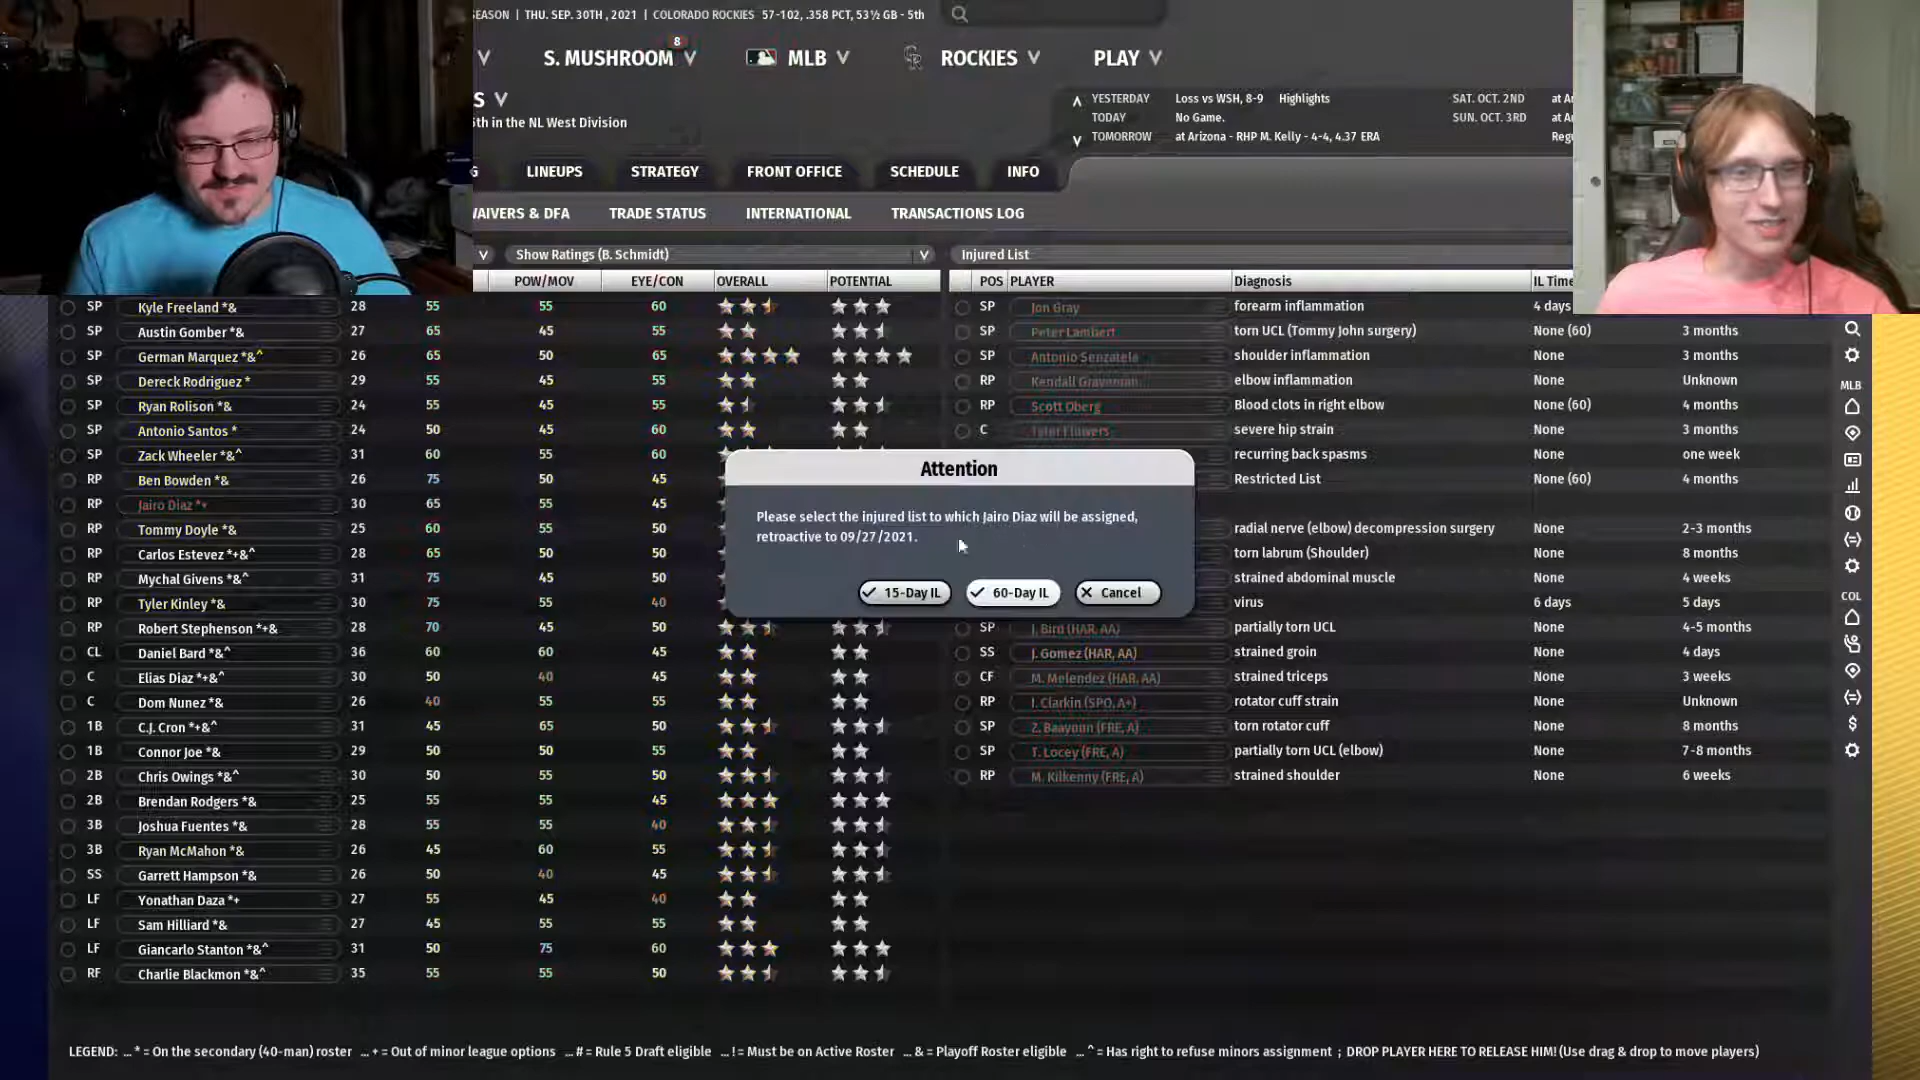 SEASON | THU. SEP. 30TH , 2021 | COLORADO ROCKIES 57-102, .358 PCT, 53½ GB - 5th
8
S. MUSHROOM MLB ROCKIES PLAY
YESTERDAY Loss vs WSH, 8-9 Highlights SAT. OCT. 2ND at A
5th in the NL West Division
TODAY No Game. SUN. OCT. 3RD at A
TOMORROW at Arizona - RHP M. Kelly - 4-4, 4.37 ERA Reg
G LINEUPS STRATEGY FRONT OFFICE SCHEDULE INFO
WAIVERS & DFA TRADE STATUS INTERNATIONAL TRANSACTIONS LOG
Show Ratings (B. Schmidt) Injured List
POW/MOV EYE/CON OVERALL POTENTIAL POS PLAYER Diagnosis IL Time
SP Kyle Freeland *& 28 55 55 60 SP Jon Gray forearm inflammation 4 days
SP Austin Gomber *& 27 65 45 55 SP Peter Lambert torn UCL (Tommy John surgery) None (60) 3 months
SP German Marquez *&^ 26 65 50 65 SP Antonio Senzatela shoulder inflammation None 3 months
SP Dereck Rodriguez * 29 55 45 55 RP Kendall Graveman elbow inflammation None Unknown
SP Ryan Rolison *& 24 55 45 55 RP Scott Oberg Blood clots in right elbow None (60) 4 months
MLB
SP Antonio Santos * 24 50 45 60 C Tyler Flowers severe hip strain None 3 months
SP Zack Wheeler *&^ 31 60 55 60 recurring back spasms None one week
RP Ben Bowden *& 26 75 50 45 Restricted List None (60) 4 months
RP Jairo Diaz *+ 30 65 55 45
RP Tommy Doyle *& 25 60 55 50 radial nerve (elbow) decompression surgery None 2-3 months
RP Carlos Estevez *+&^ 28 65 50 50 torn labrum (Shoulder) None 8 months
RP Mychal Givens *&^ 31 75 45 50 strained abdominal muscle None 4 weeks
RP Tyler Kinley *& 30 75 55 40 virus 6 days 5 days
COL
RP Robert Stephenson *+& 28 70 45 50 SP J. Bird (HAR, AA) partially torn UCL None 4-5 months
CL Daniel Bard *&^ 36 60 60 45 SS J. Gomez (HAR, AA) strained groin None 4 days
C Elias Diaz *+&^ 30 50 40 45 CF M. Melendez (HAR, AA) strained triceps None 3 weeks
C Dom Nunez *& 26 40 55 50 RP I. Clarkin (SPO, A+) rotator cuff strain None Unknown
1B C.J. Cron *+&^ 31 45 65 50 SP Z. Baayoun (FRE, A) torn rotator cuff None 8 months
1B Connor Joe *& 29 50 50 55 SP T. Locey (FRE, A) partially torn UCL (elbow) None 7-8 months
2B Chris Owings *&^ 30 50 55 50 RP M. Kilkenny (FRE, A) strained shoulder None 6 weeks
2B Brendan Rodgers *& 25 55 55 45
3B Joshua Fuentes *& 28 55 55 40
3B Ryan McMahon *& 26 45 60 55
SS Garrett Hampson *& 26 50 40 45
LF Yonathan Daza *+ 27 55 45 40
LF Sam Hilliard *& 27 45 55 55
LF Giancarlo Stanton *&^ 31 50 75 60
RF Charlie Blackmon *&^ 35 55 55 50
Attention
Please select the injured list to which Jairo Diaz will be assigned,
retroactive to 09/27/2021.
15-Day IL 60-Day IL Cancel
LEGEND: ... * = On the secondary (40-man) roster ... + = Out of minor league options ... # = Rule 5 Draft eligible ... ! = Must be on Active Roster ... & = Playoff Roster eligible ... ^ = Has right to refuse minors assignment ; DROP PLAYER HERE TO RELEASE HIM! (Use drag & drop to move players)